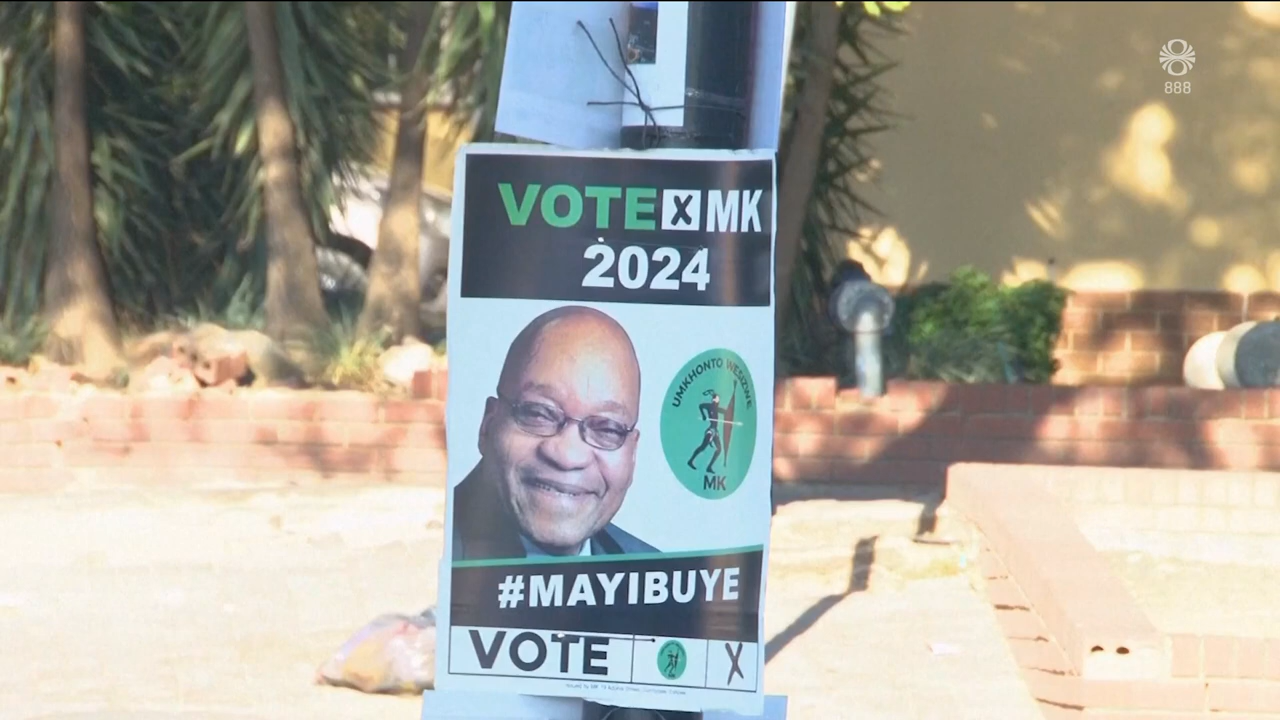 888
VOTE X MK
2024
UMKHONTO WESIZWE
MK
#MAYIBUYE
VOTE X